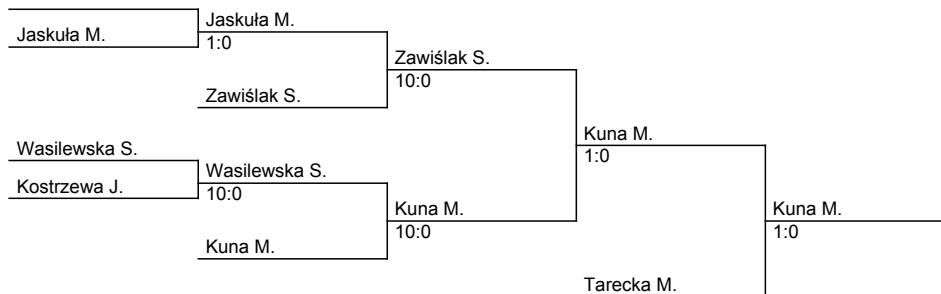 Jaskuła M.
Jaskuła M.
1:0
Zawiślak S.
Zawiślak S.
10:0
Wasilewska S.
Kostrzewa J.
Wasilewska S.
10:0
Kuna M.
Kuna M.
10:0
Kuna M.
1:0
Tarecka M.
Kuna M.
1:0